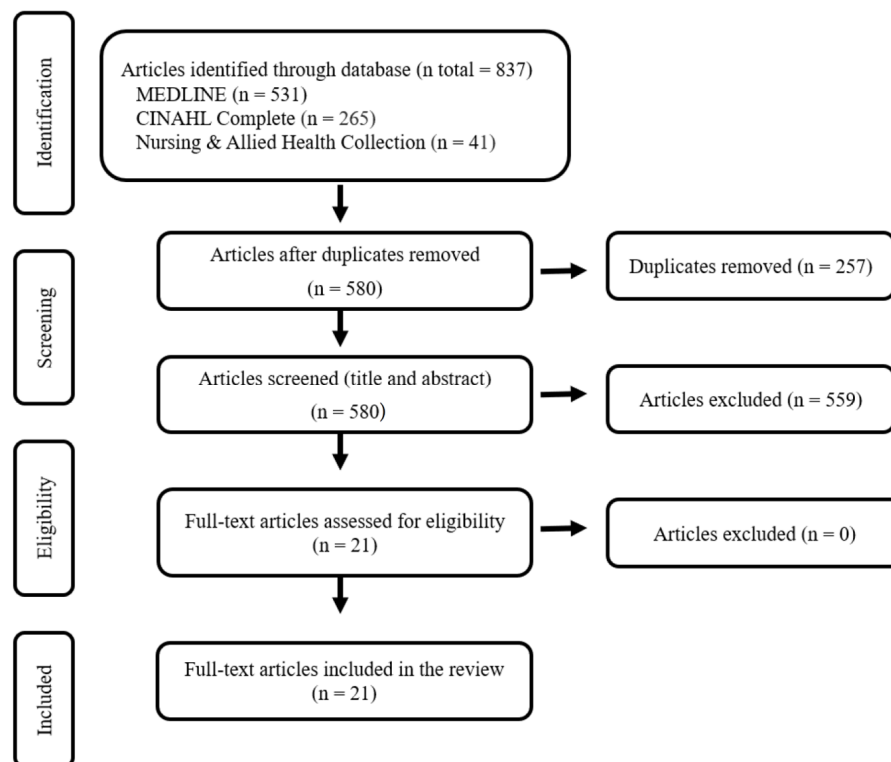 Identification
Articles identified through database (n total = 837)
MEDLINE (n = 531)
CINAHL Complete (n = 265)
Nursing & Allied Health Collection (n = 41)
Screening
Articles after duplicates removed
(n = 580)
Duplicates removed (n = 257)
Articles screened (title and abstract)
(n = 580)
Articles excluded (n = 559)
Eligibility
Full-text articles assessed for eligibility
(n = 21)
Articles excluded (n = 0)
Included
Full-text articles included in the review
(n = 21)